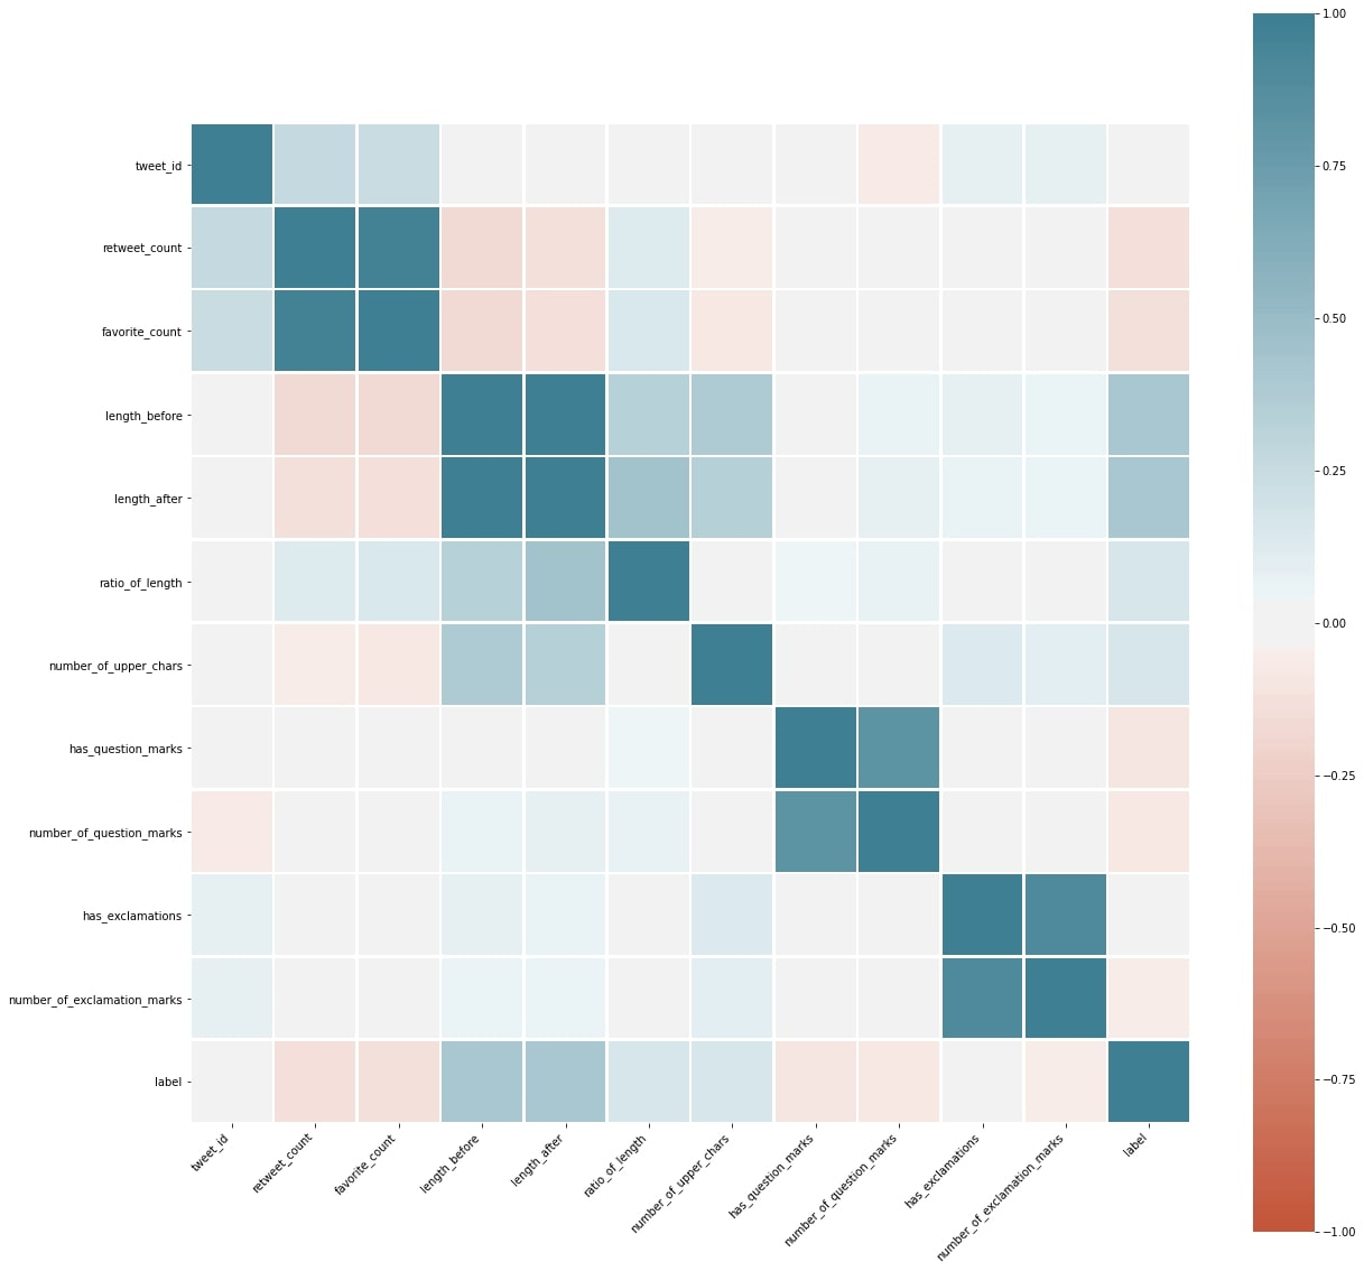 1.00
0.75
0.50
0.25
0.00
−0.25
−0.50
−0.75
−1.00
tweet_id
retweet_count
favorite_count
length_before
length_after
ratio_of_length
number_of_upper_chars
has_question_marks
number_of_question_marks
has_exclamations
number_of_exclamation_marks
label
tweet_id
retweet_count
favorite_count
length_before
length_after
ratio_of_length
number_of_upper_chars
has_question_marks
number_of_question_marks
has_exclamations
number_of_exclamation_marks
label